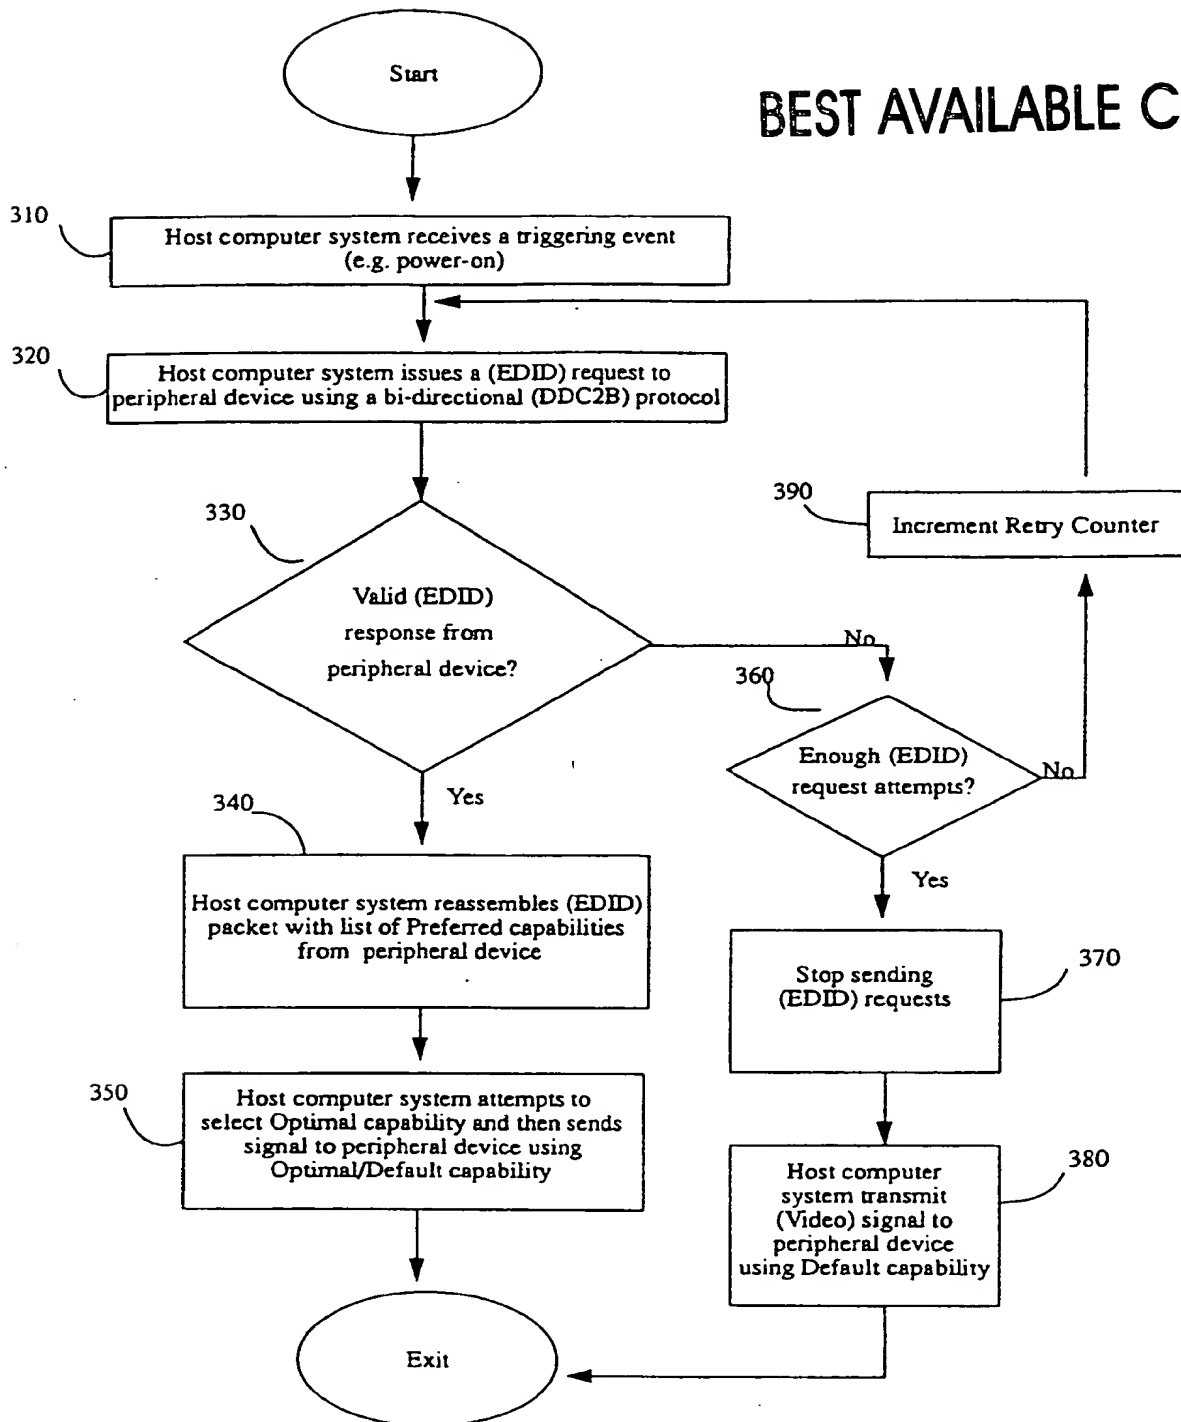 Start
BEST AVAILABLE C
310
Host computer system receives a triggering event
(e.g. power-on)
320
Host computer system issues a (EDID) request to
peripheral device using a bi-directional (DDC2B) protocol
330
Valid (EDID)
response from
peripheral device?
No
390
Increment Retry Counter
360
Enough (EDID)
request attempts?
No
Yes
340
Host computer system reassembles (EDID)
packet with list of Preferred capabilities
from peripheral device
Yes
370
Stop sending
(EDID) requests
350
Host computer system attempts to
select Optimal capability and then sends
signal to peripheral device using
Optimal/Default capability
380
Host computer
system transmit
(Video) signal to
peripheral device
using Default capability
Exit